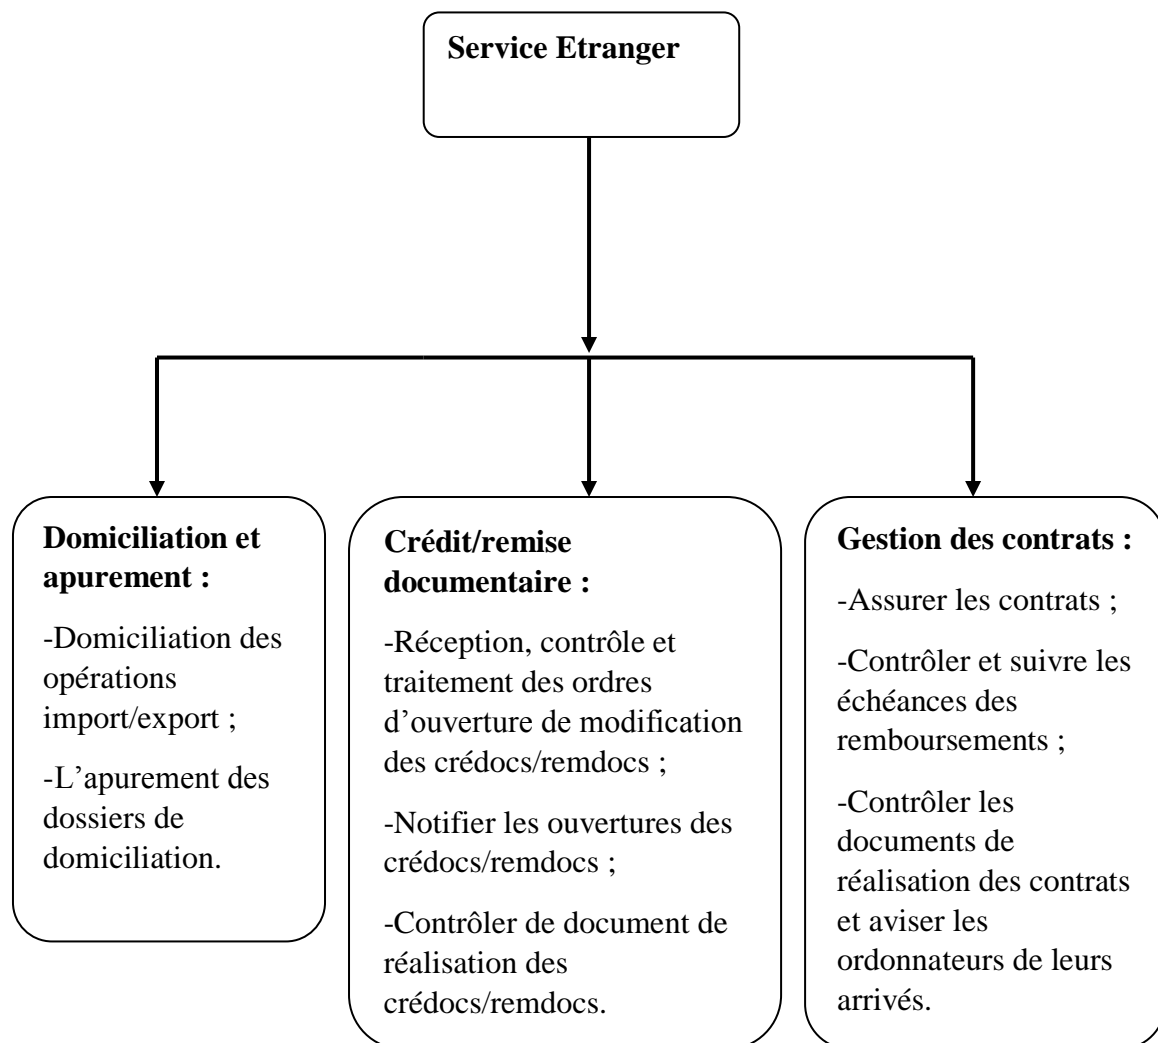 Service Etranger
Domiciliation et
apurement :
-Domiciliation des
opérations
import/export ;
-L’apurement des
dossiers de
domiciliation.
Crédit/remise
documentaire :
-Réception, contrôle et
traitement des ordres
d’ouverture de modification
des crédocs/remdocs ;
-Notifier les ouvertures des
crédocs/remdocs ;
-Contrôler de document de
réalisation des
crédocs/remdocs.
Gestion des contrats :
-Assurer les contrats ;
-Contrôler et suivre les
échéances des
remboursements ;
-Contrôler les
documents de
réalisation des contrats
et aviser les
ordonnateurs de leurs
arrivés.